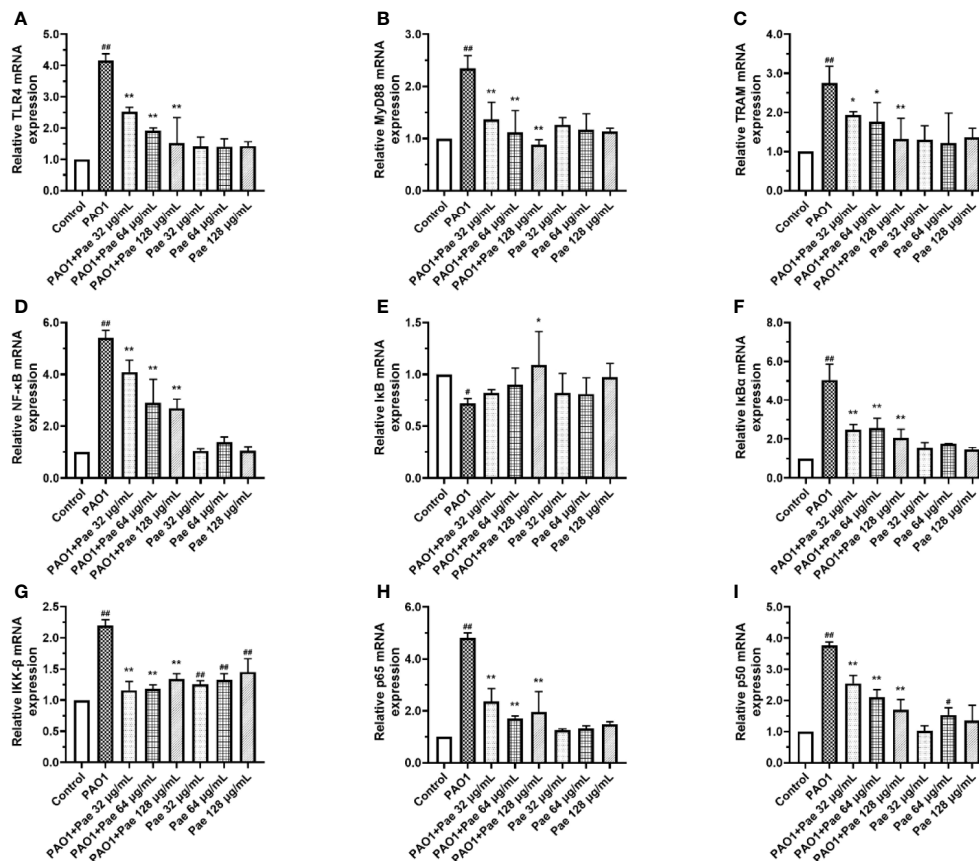 A
Relative TLR4 mRNA
expression
5.0
4.0
3.0
2.0
1.0
0.0
##
**
**
**
Control
PAO1
PAO1+Pae 32 µg/mL
PAO1+Pae 64 µg/mL
PAO1+Pae 128 µg/mL
Pae 32 µg/mL
Pae 64 µg/mL
Pae 128 µg/mL
B
Relative MyD88 mRNA
expression
3.0
2.0
1.0
0.0
##
**
**
**
Control
PAO1
PAO1+Pae 32 µg/mL
PAO1+Pae 64 µg/mL
PAO1+Pae 128 µg/mL
Pae 32 µg/mL
Pae 64 µg/mL
Pae 128 µg/mL
C
Relative TRAM mRNA
expression
4.0
3.0
2.0
1.0
0.0
##
*
*
**
Control
PAO1
PAO1+Pae 32 µg/mL
PAO1+Pae 64 µg/mL
PAO1+Pae 128 µg/mL
Pae 32 µg/mL
Pae 64 µg/mL
Pae 128 µg/mL
D
Relative NF-κB mRNA
expression
6.0
4.0
2.0
0.0
##
**
**
**
Control
PAO1
PAO1+Pae 32 µg/mL
PAO1+Pae 64 µg/mL
PAO1+Pae 128 µg/mL
Pae 32 µg/mL
Pae 64 µg/mL
Pae 128 µg/mL
E
Relative IκB mRNA
expression
1.5
1.0
0.5
0.0
#
*
Control
PAO1
PAO1+Pae 32 µg/mL
PAO1+Pae 64 µg/mL
PAO1+Pae 128 µg/mL
Pae 32 µg/mL
Pae 64 µg/mL
Pae 128 µg/mL
F
Relative IκBα mRNA
expression
8.0
6.0
4.0
2.0
0.0
##
**
**
**
Control
PAO1
PAO1+Pae 32 µg/mL
PAO1+Pae 64 µg/mL
PAO1+Pae 128 µg/mL
Pae 32 µg/mL
Pae 64 µg/mL
Pae 128 µg/mL
G
Relative IKK-β mRNA
expression
2.5
2.0
1.5
1.0
0.5
0.0
##
**
**
**
##
##
##
Control
PAO1
PAO1+Pae 32 µg/mL
PAO1+Pae 64 µg/mL
PAO1+Pae 128 µg/mL
Pae 32 µg/mL
Pae 64 µg/mL
Pae 128 µg/mL
H
Relative p65 mRNA
expression
6.0
4.0
2.0
0.0
##
**
**
**
Control
PAO1
PAO1+Pae 32 µg/mL
PAO1+Pae 64 µg/mL
PAO1+Pae 128 µg/mL
Pae 32 µg/mL
Pae 64 µg/mL
Pae 128 µg/mL
I
Relative p50 mRNA
expression
5.0
4.0
3.0
2.0
1.0
0.0
##
**
**
**
#
Control
PAO1
PAO1+Pae 32 µg/mL
PAO1+Pae 64 µg/mL
PAO1+Pae 128 µg/mL
Pae 32 µg/mL
Pae 64 µg/mL
Pae 128 µg/mL